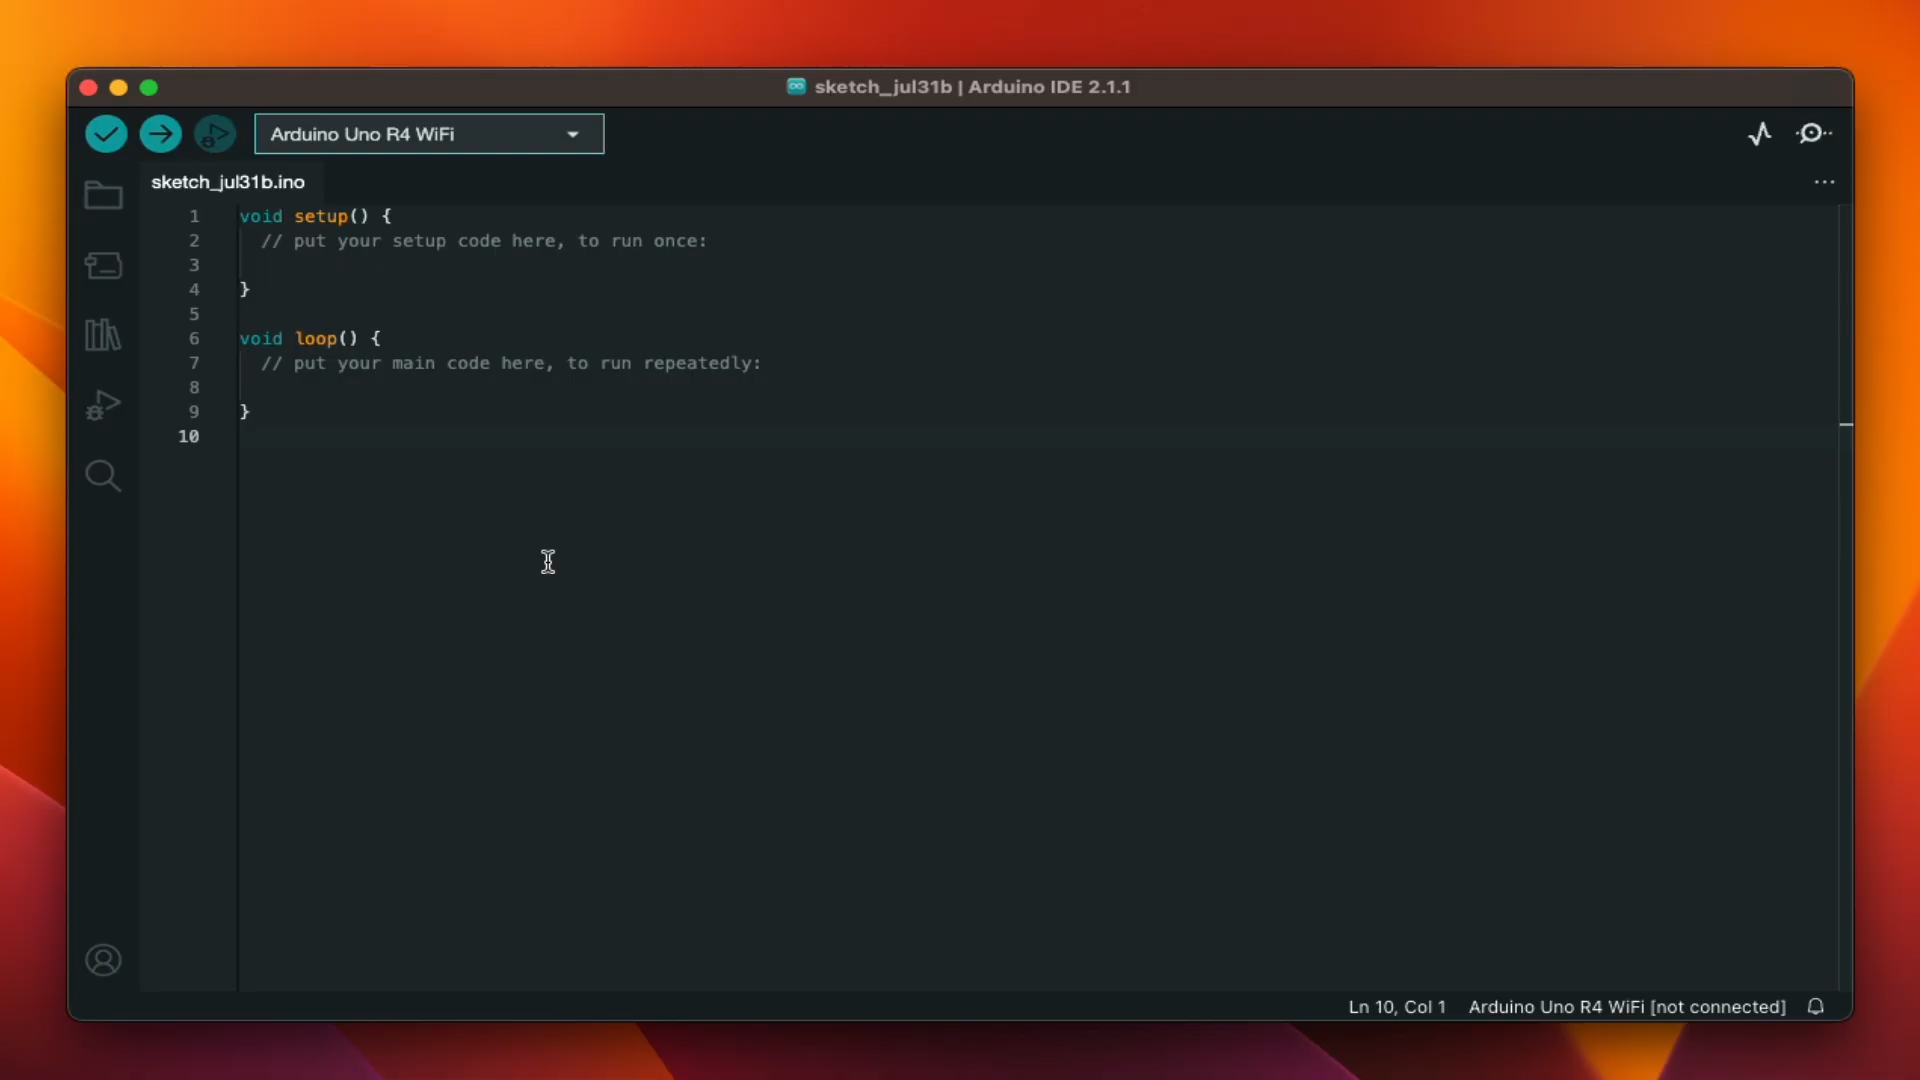 sketch_jul31b | Arduino IDE 2.1.1
Arduino Uno R4 WiFi
sketch_jul31b.ino
1 void setup() {
2 // put your setup code here, to run once:
3
4 }
5
6 void loop() {
7 // put your main code here, to run repeatedly:
8
9 }
10
Ln 10, Col 1 Arduino Uno R4 WiFi [not connected]